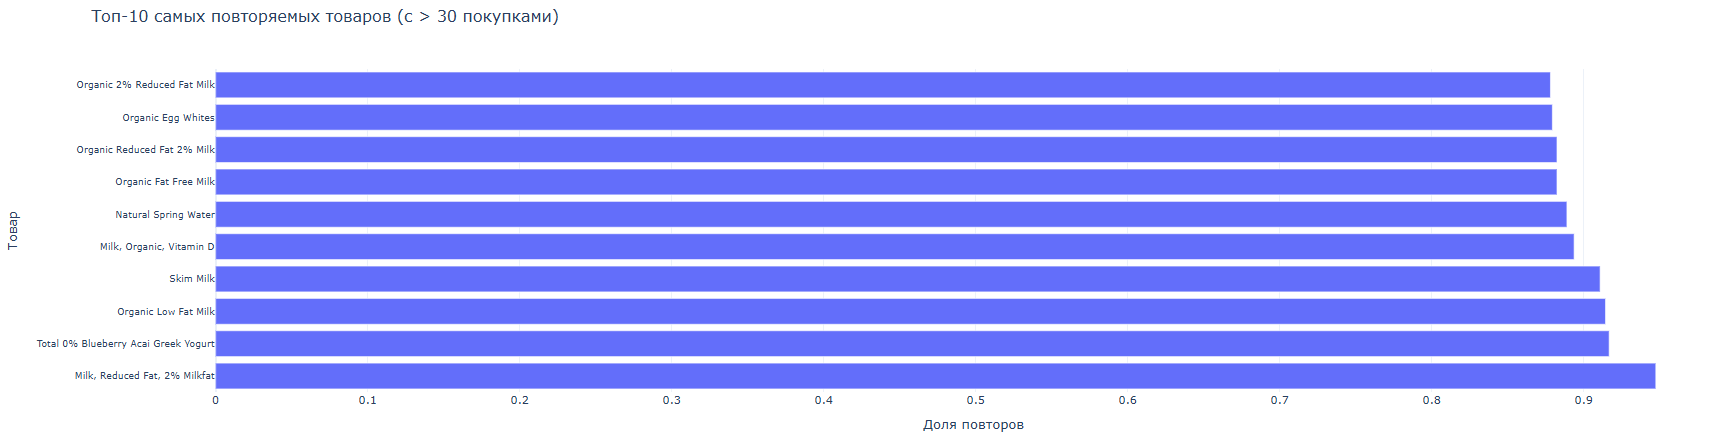 Топ-10 самых повторяемых товаров (с > 30 покупками)
Товар
Organic 2% Reduced Fat Milk
Organic Egg Whites
Organic Reduced Fat 2% Milk
Organic Fat Free Milk
Natural Spring Water
Milk, Organic, Vitamin D
Skim Milk
Organic Low Fat Milk
Total 0% Blueberry Acai Greek Yogurt
Milk, Reduced Fat, 2% Milkfat
0 0.1 0.2 0.3 0.4 0.5 0.6 0.7 0.8 0.9
Доля повторов